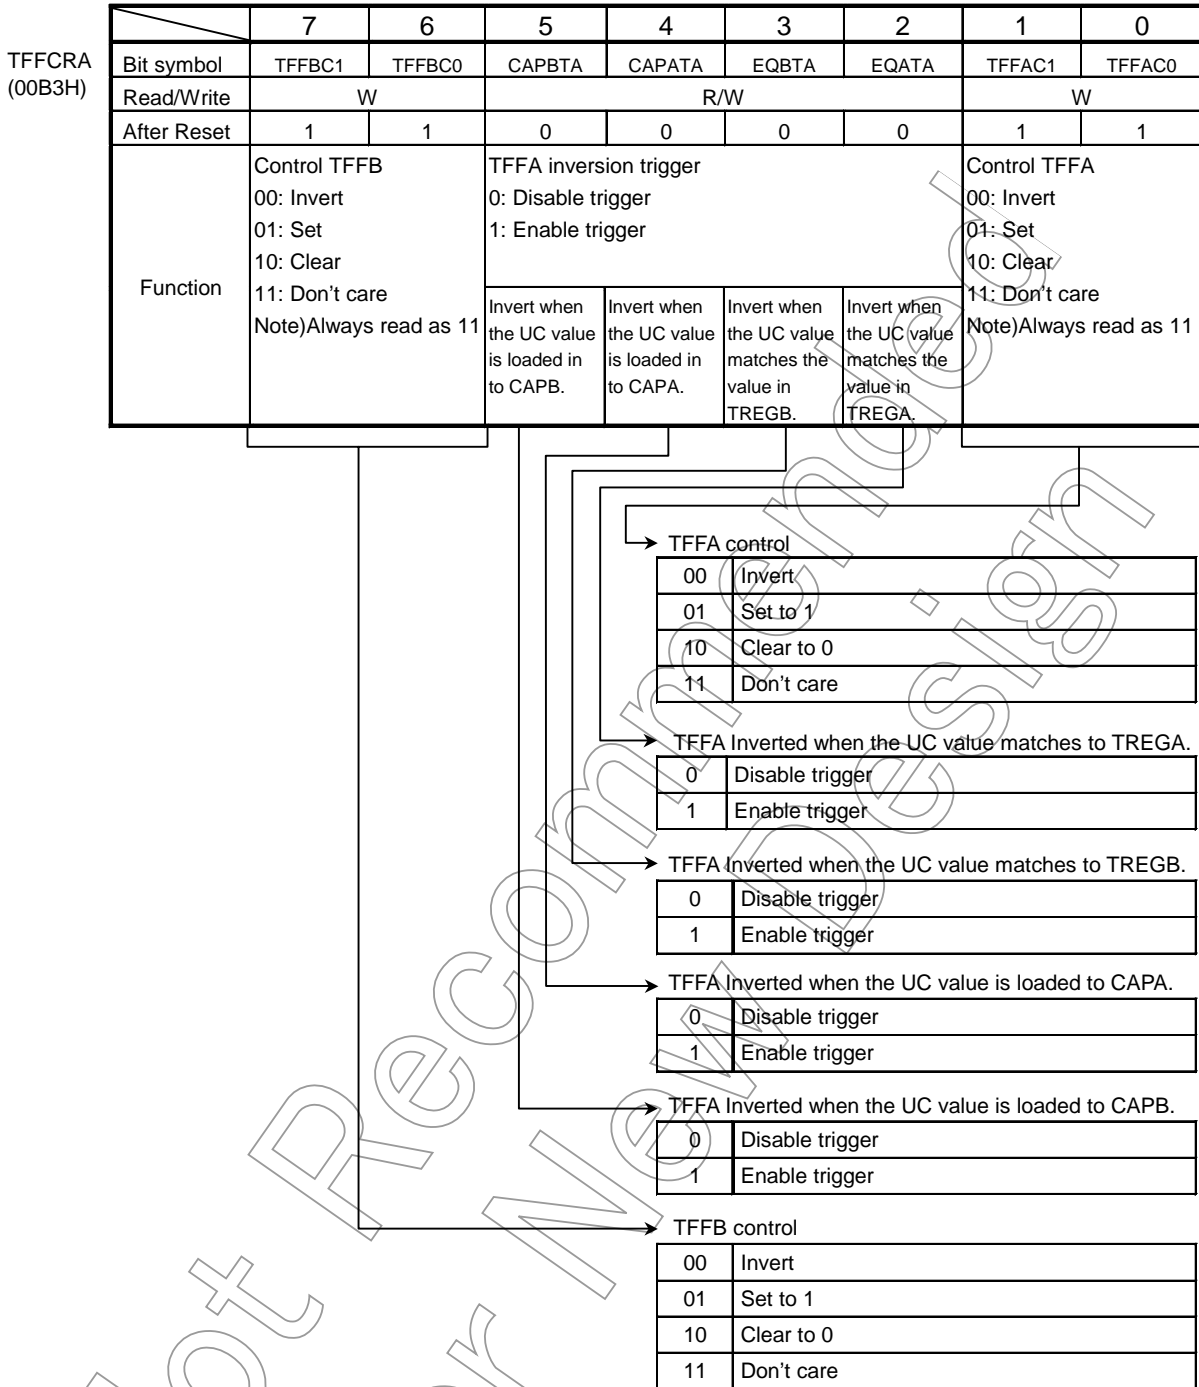 7 6 5 4 3 2 1 0
TFFCRA
(00B3H)
Bit symbol TFFBC1 TFFBC0 CAPBTA CAPATA EQBTA EQATA TFFAC1 TFFAC0
Read/Write W R/W W
After Reset 1 1 0 0 0 0 1 1
Function
Control TFFB
00: Invert
01: Set
10: Clear
11: Don't care
Note)Always read as 11
TFFA inversion trigger
0: Disable trigger
1: Enable trigger
Invert when
the UC value
is loaded in
to CAPB.
Invert when
the UC value
is loaded in
to CAPA.
Invert when
the UC value
matches the
value in
TREGB.
Invert when
the UC value
matches the
value in
TREGA.
Control TFFA
00: Invert
01: Set
10: Clear
11: Don't care
Note)Always read as 11
TFFA control
00 Invert
01 Set to 1
10 Clear to 0
11 Don't care
TFFA Inverted when the UC value matches to TREGA.
0 Disable trigger
1 Enable trigger
TFFA Inverted when the UC value matches to TREGB.
0 Disable trigger
1 Enable trigger
TFFA Inverted when the UC value is loaded to CAPA.
0 Disable trigger
1 Enable trigger
TFFA Inverted when the UC value is loaded to CAPB.
0 Disable trigger
1 Enable trigger
TFFB control
00 Invert
01 Set to 1
10 Clear to 0
11 Don't care
Recommended
New Design